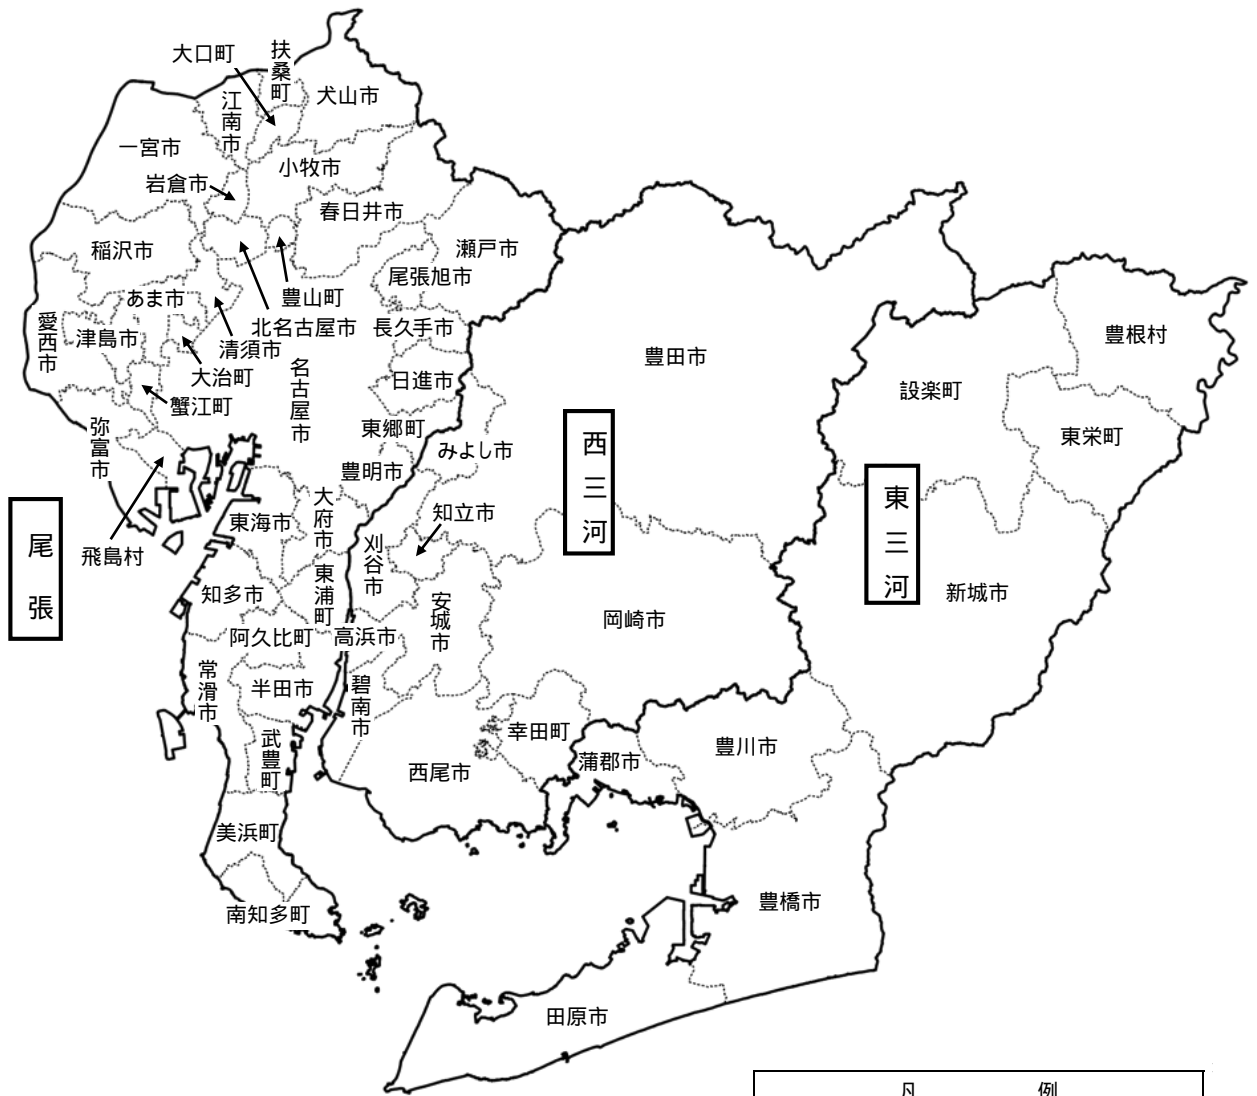 大口町
扶桑町
犬山市
江南市
一宮市
小牧市
岩倉市
春日井市
稲沢市
瀬戸市
尾張旭市
あま市
豊山町
愛西市
津島市
北名古屋市
長久手市
清須市
豊根村
豊田市
大治町
名古屋市
日進市
設楽町
蟹江町
弥富市
東郷町
みよし市
東栄町
西三河
豊明市
東三河
尾張
大府市
東海市
知立市
飛島村
刈谷市
東浦町
知多市
安城市
新城市
岡崎市
阿久比町
高浜市
常滑市
半田市
碧南市
武豊町
幸田町
豊川市
蒲郡市
西尾市
美浜町
豊橋市
南知多町
田原市
凡例